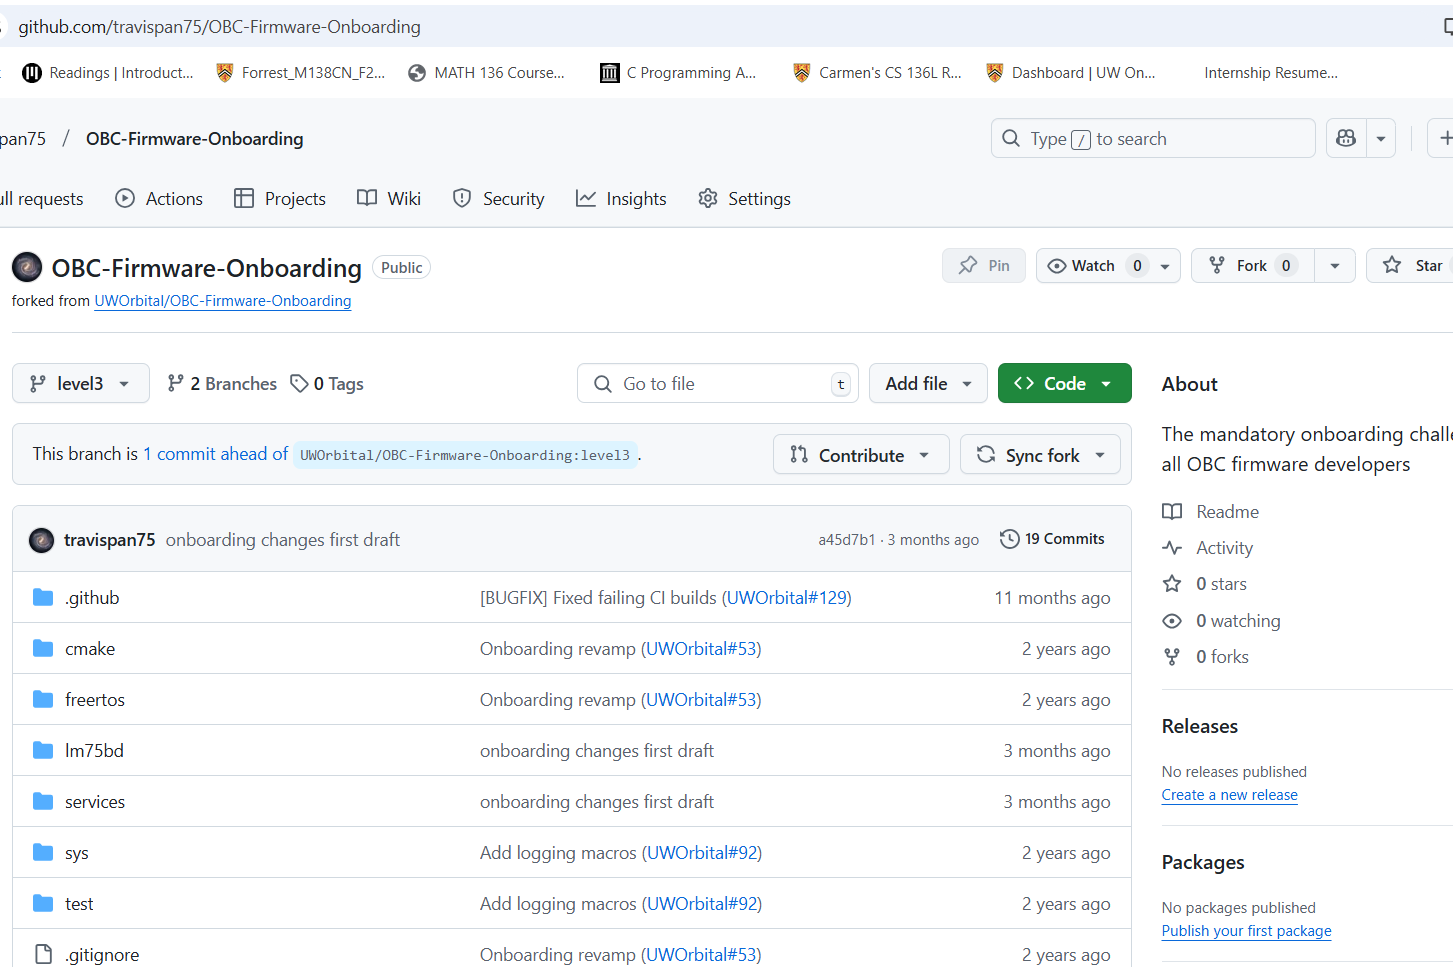 github.com/travispan75/OBC-Firmware-Onboarding
Readings | Introduct... Forrest_M138CN_F2... MATH 136 Course... C Programming A... Carmen's CS 136L R... Dashboard | UW On... Internship Resume...
pan75 / OBC-Firmware-Onboarding Type / to search
ull requests Actions Projects Wiki Security Insights Settings
OBC-Firmware-Onboarding Public Pin Watch 0 Fork 0 Star
forked from UWOrbital/OBC-Firmware-Onboarding
level3 2 Branches 0 Tags Go to file t Add file Code
This branch is 1 commit ahead of UWOrbital/OBC-Firmware-Onboarding:level3 . Contribute Sync fork
travispan75 onboarding changes first draft a45d7b1 · 3 months ago 19 Commits
.github [BUGFIX] Fixed failing CI builds (UWOrbital#129) 11 months ago
cmake Onboarding revamp (UWOrbital#53) 2 years ago
freertos Onboarding revamp (UWOrbital#53) 2 years ago
lm75bd onboarding changes first draft 3 months ago
services onboarding changes first draft 3 months ago
sys Add logging macros (UWOrbital#92) 2 years ago
test Add logging macros (UWOrbital#92) 2 years ago
.gitignore Onboarding revamp (UWOrbital#53) 2 years ago
About
The mandatory onboarding challe
all OBC firmware developers
Readme
Activity
0 stars
0 watching
0 forks
Releases
No releases published
Create a new release
Packages
No packages published
Publish your first package